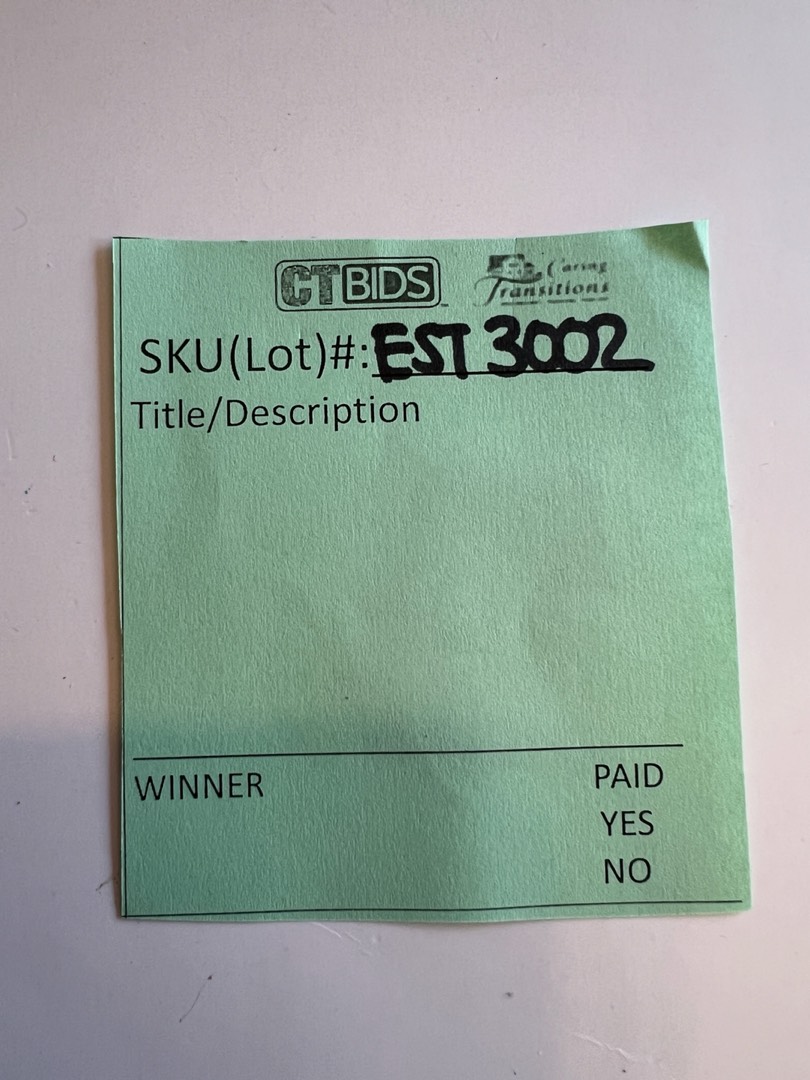 CTBIDS Caring Transitions
SKU(Lot)#: EST 3002
Title/Description
WINNER PAID
YES
NO